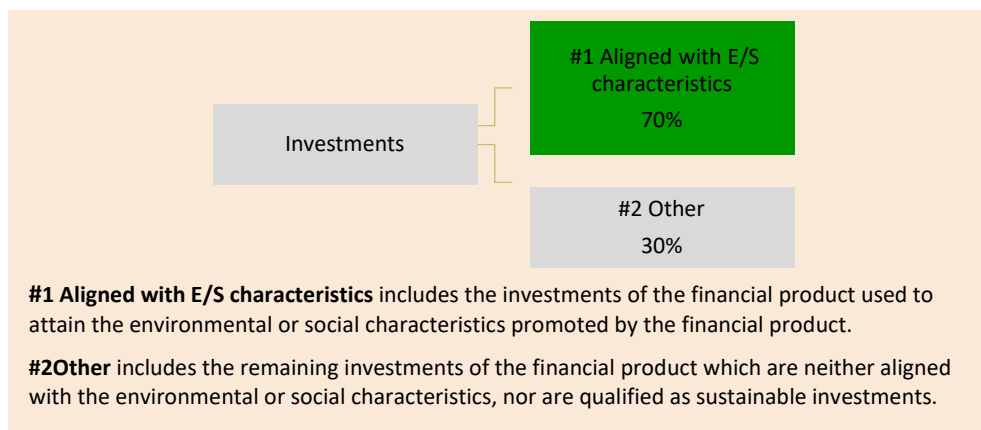 #1 Aligned with E/S
characteristics
70%
Investments
#2 Other
30%
#1 Aligned with E/S characteristics includes the investments of the financial product used to
attain the environmental or social characteristics promoted by the financial product.
#2Other includes the remaining investments of the financial product which are neither aligned
with the environmental or social characteristics, nor are qualified as sustainable investments.